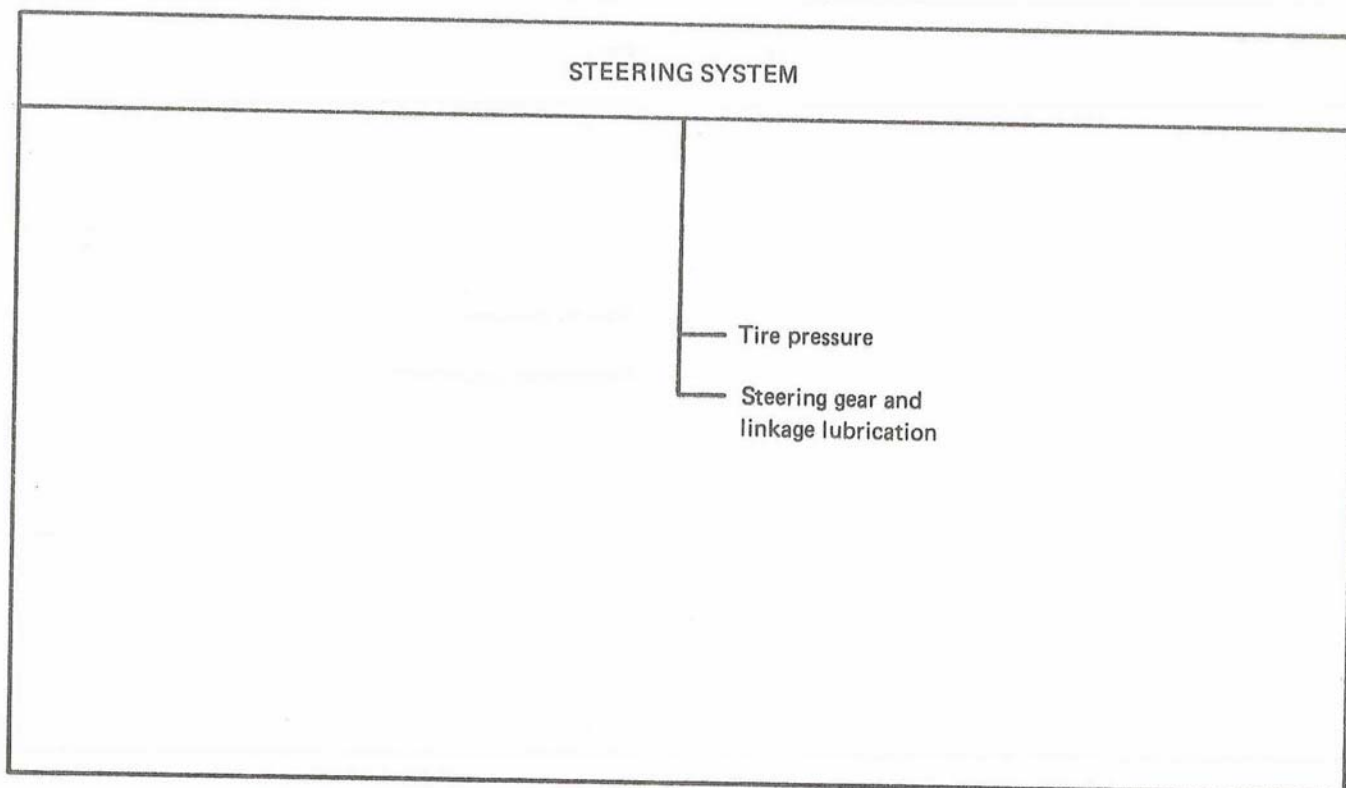 STEERING SYSTEM
Tire pressure
Steering gear and
linkage lubrication